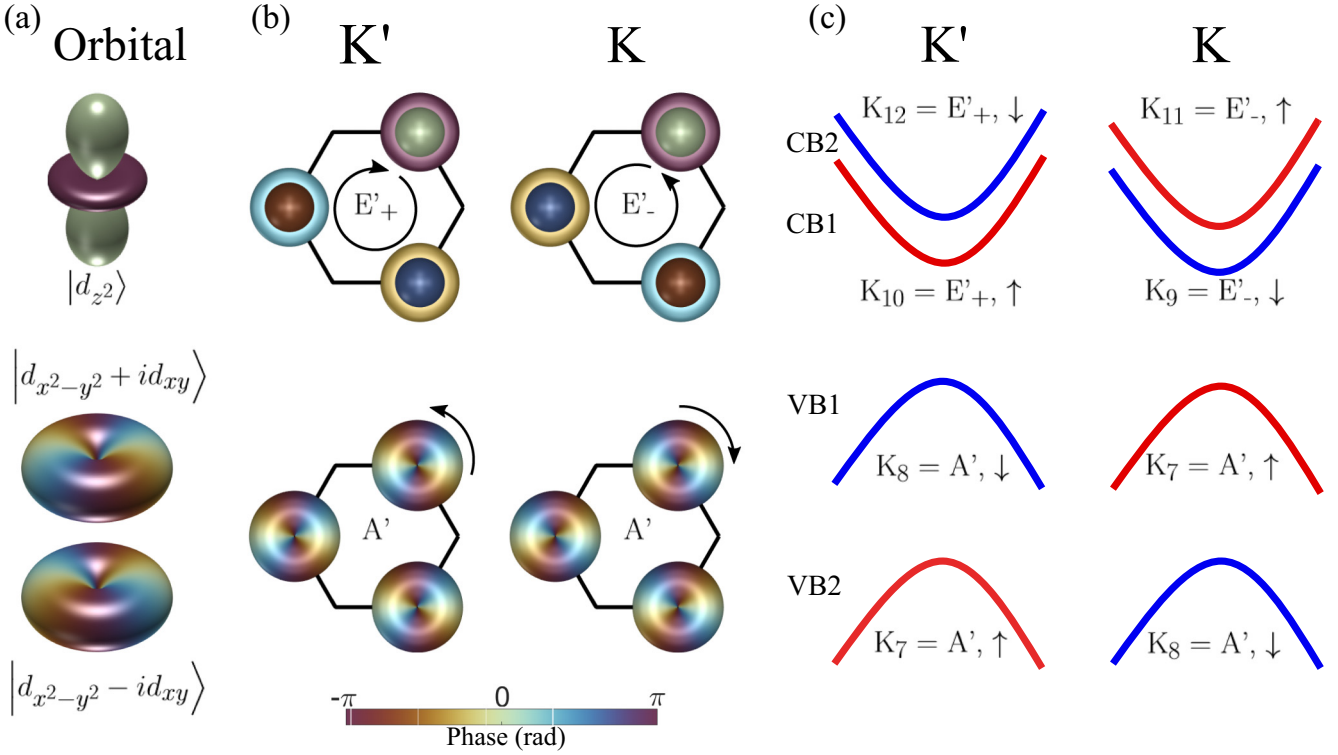 (a)
Orbital
|d_{z^2}⟩
|d_{x^2−y^2} + id_{xy}⟩
|d_{x^2−y^2} − id_{xy}⟩
(b)
K' K
E'₊ E'₋
A' A'
-π 0 π
Phase (rad)
(c)
K' K
K₁₂ = E'₊, ↓ K₁₁ = E'₋, ↑
CB2
CB1
K₁₀ = E'₊, ↑ K₉ = E'₋, ↓
VB1
K₈ = A', ↓ K₇ = A', ↑
VB2
K₇ = A', ↑ K₈ = A', ↓